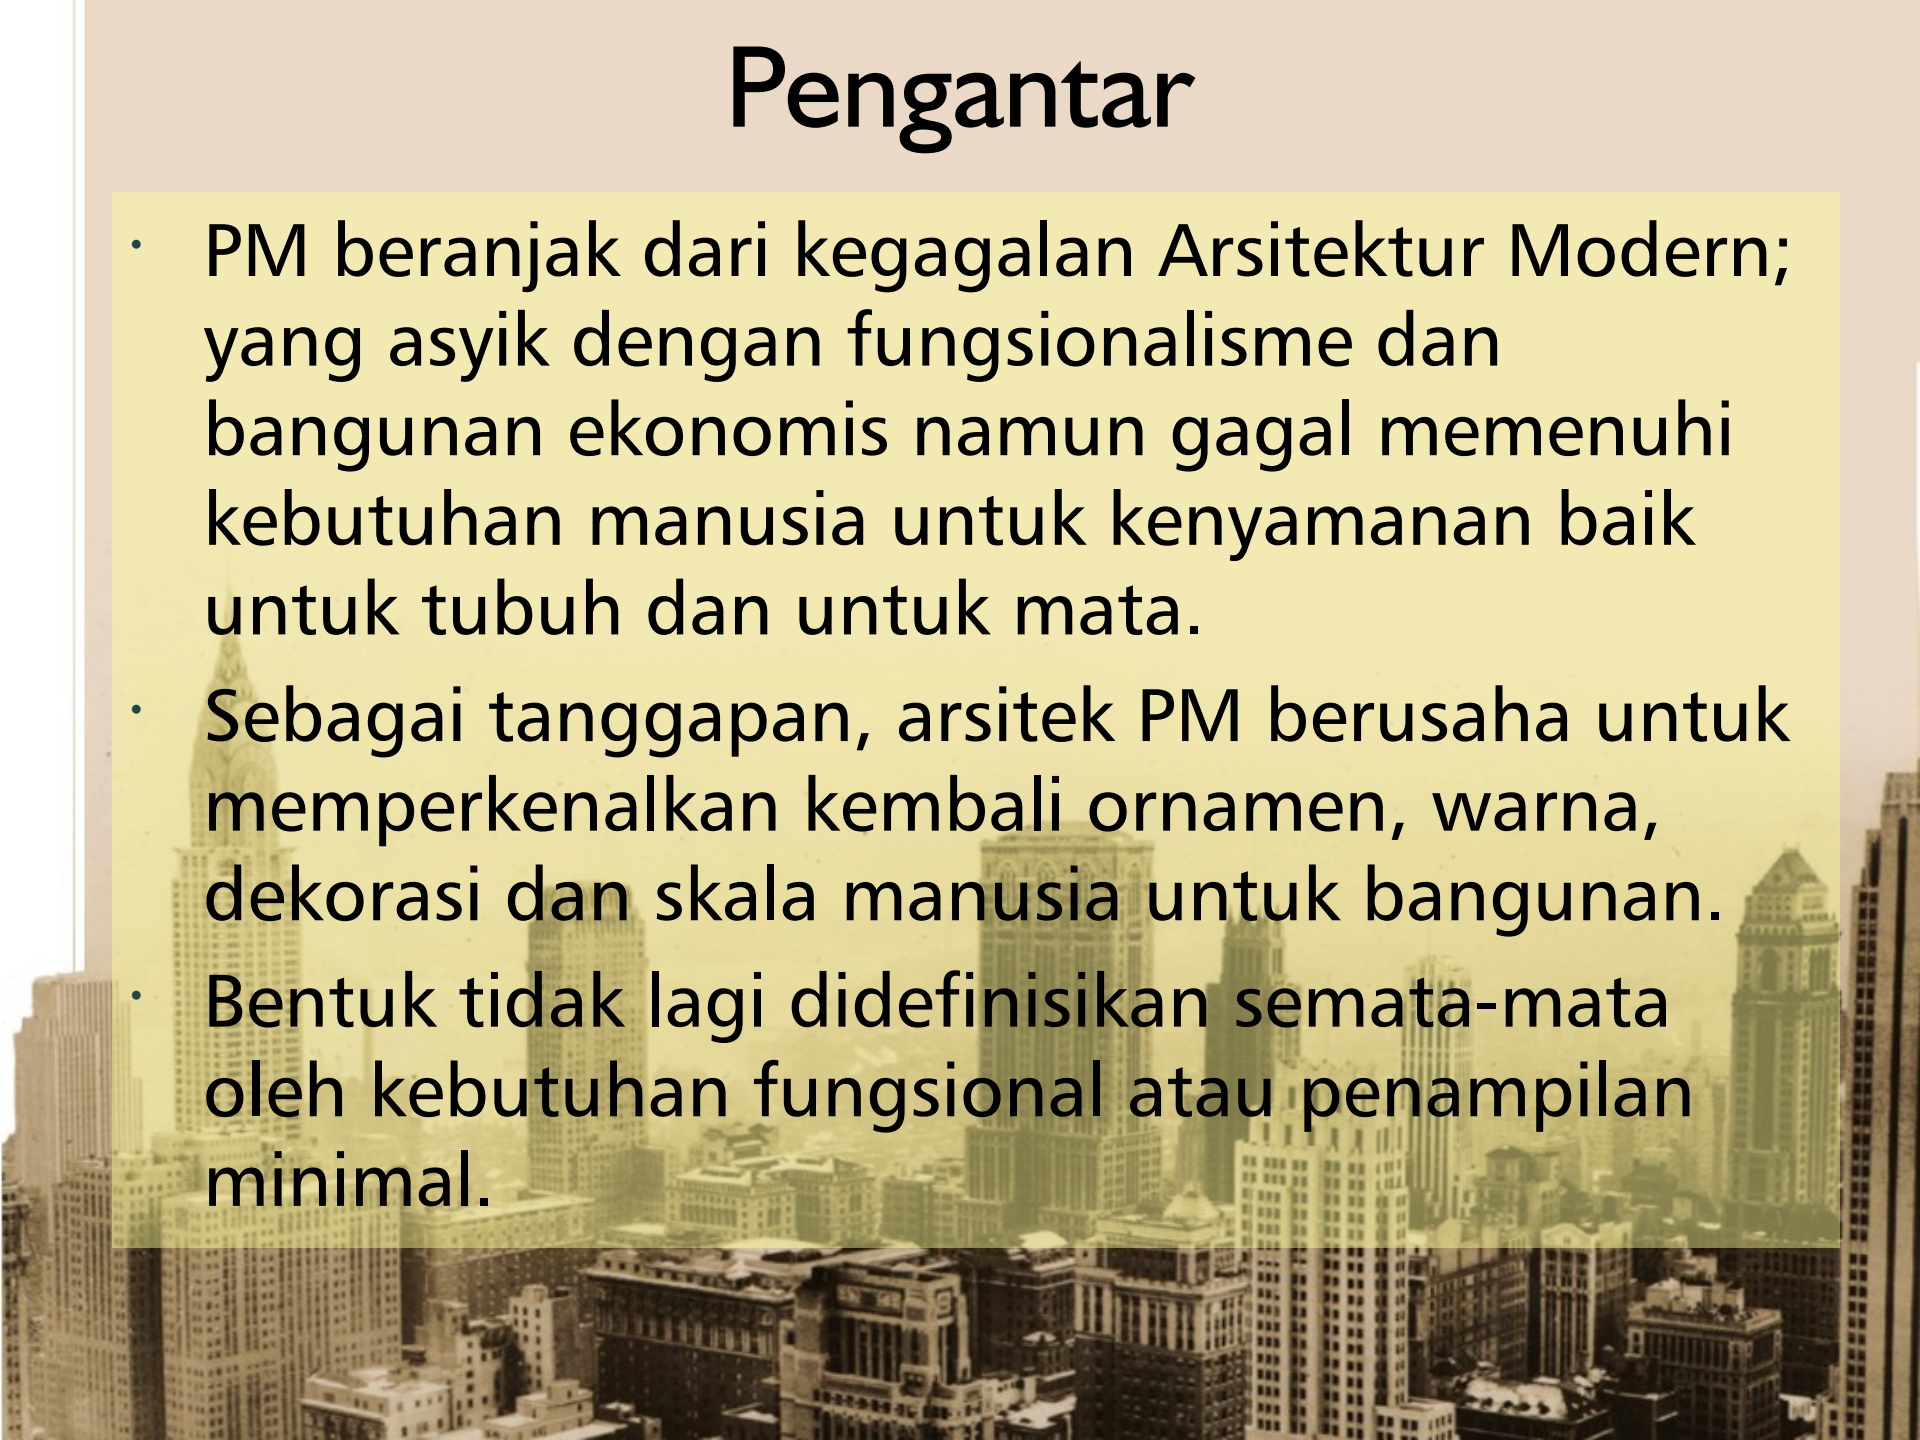 Pengantar
• PM beranjak dari kegagalan Arsitektur Modern;
yang asyik dengan fungsionalisme dan
bangunan ekonomis namun gagal memenuhi
kebutuhan manusia untuk kenyamanan baik
untuk tubuh dan untuk mata.
• Sebagai tanggapan, arsitek PM berusaha untuk
memperkenalkan kembali ornamen, warna,
dekorasi dan skala manusia untuk bangunan.
• Bentuk tidak lagi didefinisikan semata-mata
oleh kebutuhan fungsional atau penampilan
minimal.